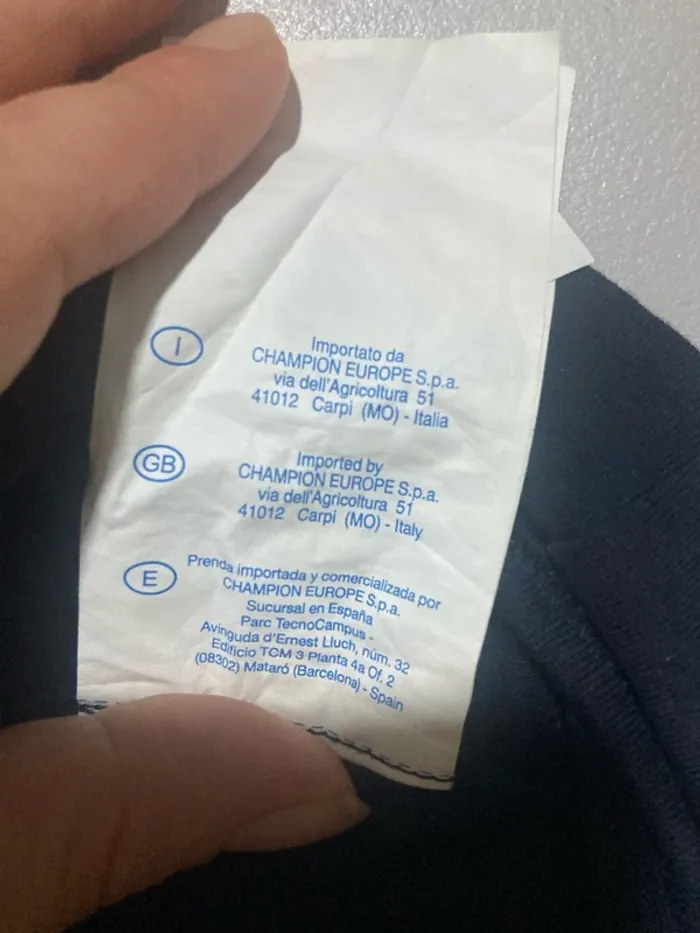 I
Importato da
CHAMPION EUROPE S.p.a.
via dell'Agricoltura 51
41012 Carpi (MO) - Italia
GB
Imported by
CHAMPION EUROPE S.p.a.
via dell'Agricoltura 51
41012 Carpi (MO) - Italy
E
Prenda importada y comercializada por
CHAMPION EUROPE S.p.a.
Sucursal en España
Parc TecnoCampus -
Avinguda d'Ernest Lluch, núm. 32
Edificio TCM 3 Planta 4a Of. 2
(08302) Mataró (Barcelona) - Spain